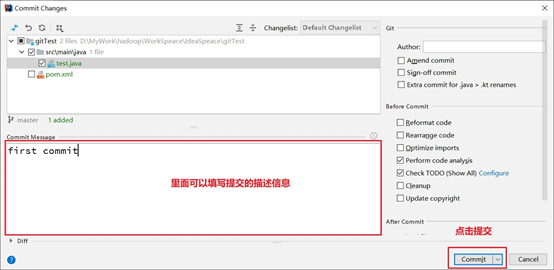 Commit Changes
Changelist: Default Changelist
gitTest 2 files D:\MyWork\hadoop\WorkSpeace\IdeaSpeace\gitTest
src\main\java 1 file
test.java
pom.xml
master 1 added
Commit Message
first commit
里面可以填写提交的描述信息
Diff
Git
Author:
Amend commit
Sign-off commit
Extra commit for .java > .kt renames
Before Commit
Reformat code
Rearrange code
Optimize imports
Perform code analysis
Check TODO (Show All) Configure
Cleanup
Update copyright
After Commit
点击提交
?
Commit
Cancel